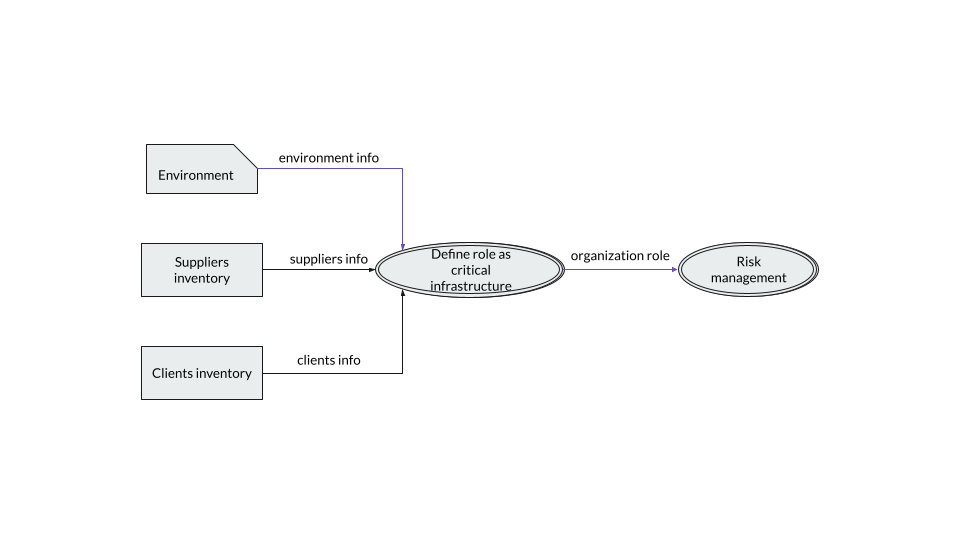 environment info
Environment
Suppliers
inventory
suppliers info
Define role as
critical
infrastructure
organization role
Risk
management
clients info
Clients inventory